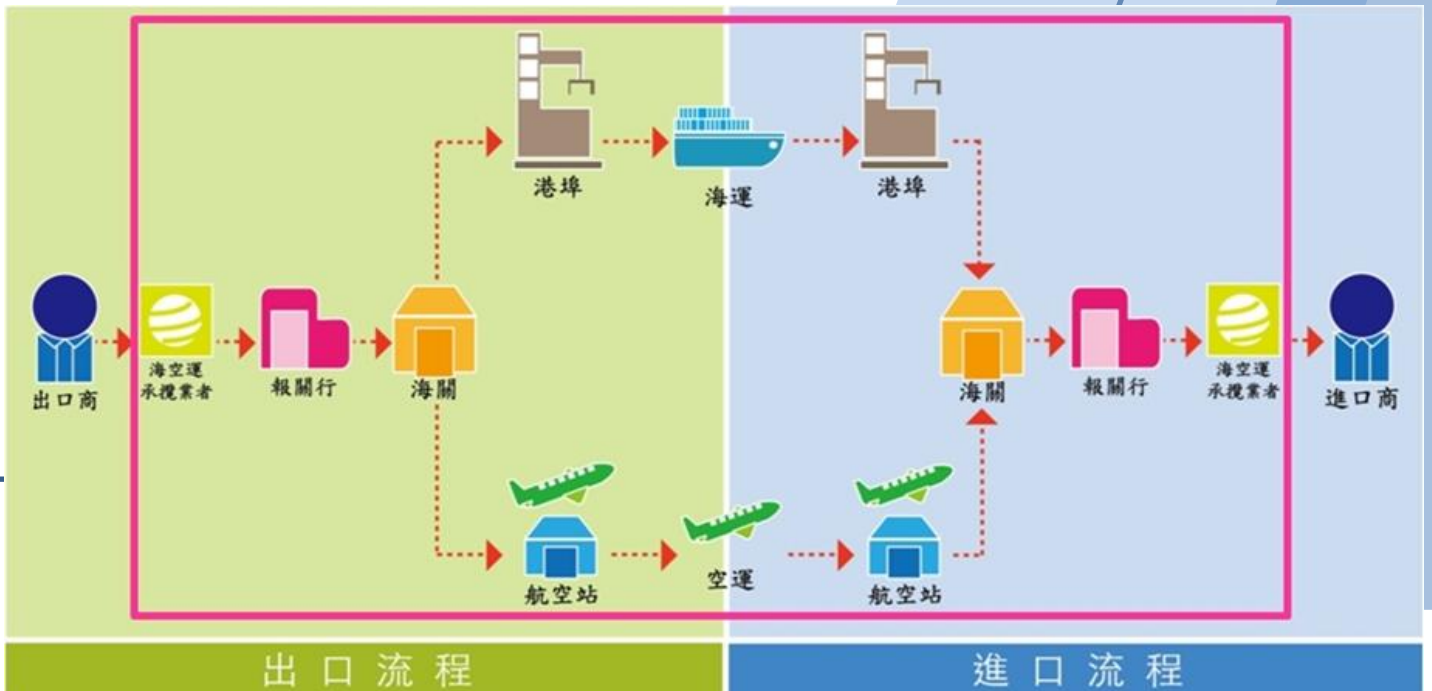 港埠
海運
港埠
出口商
海空運
承攬業者
報關行
海關
海關
報關行
海空運
承攬業者
進口商
航空站
空運
航空站
出口流程
進口流程